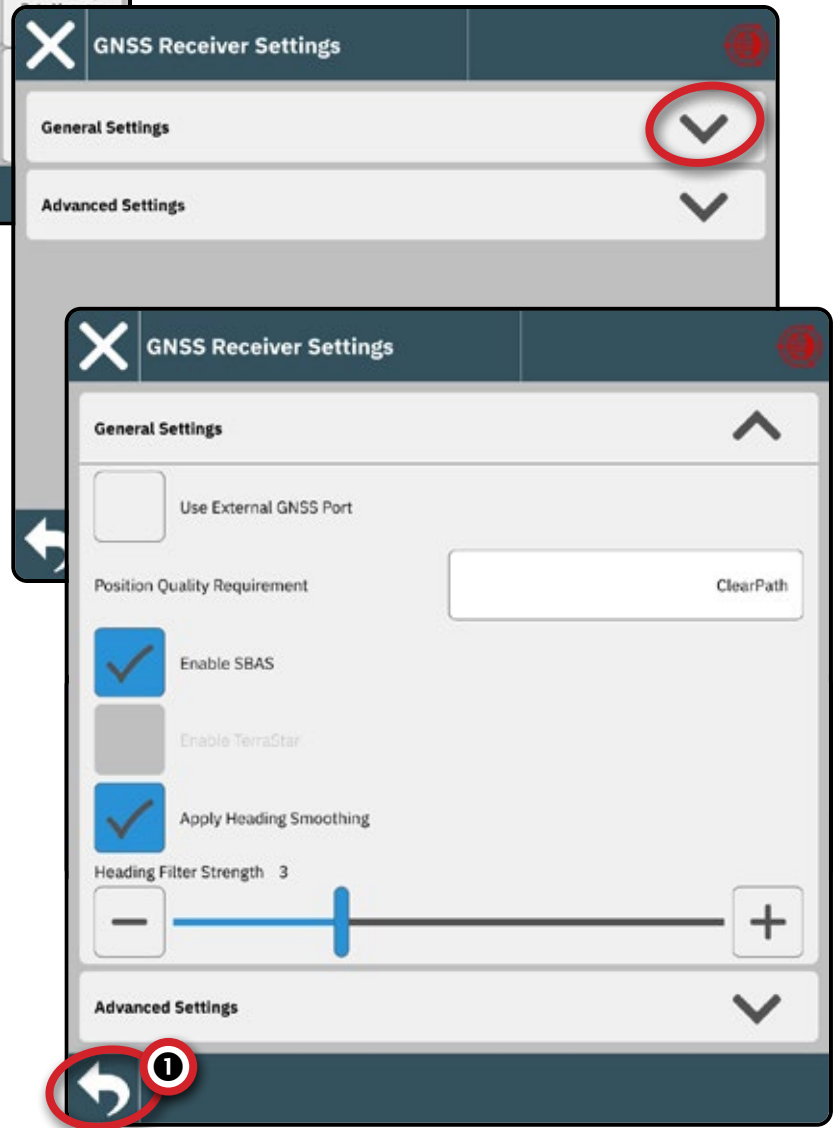 GNSS Receiver Settings
General Settings
Advanced Settings
GNSS Receiver Settings
General Settings
Use External GNSS Port
Position Quality Requirement ClearPath
Enable SBAS
Enable TerraStar
Apply Heading Smoothing
Heading Filter Strength 3
Advanced Settings
1